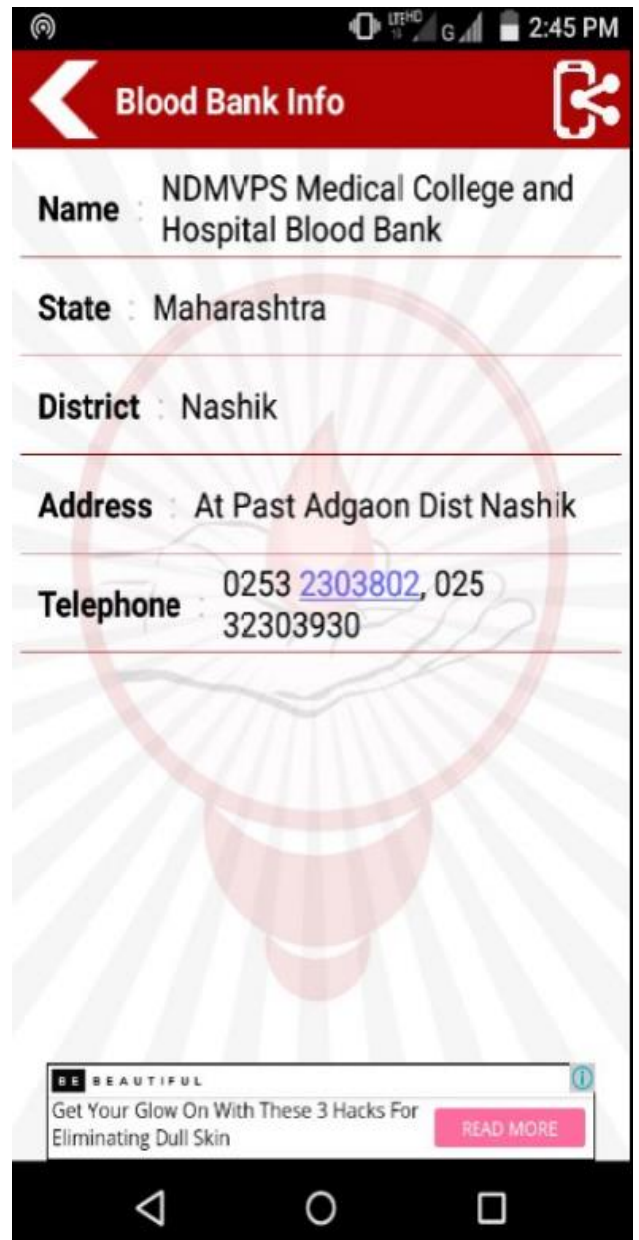 LTE HD G 2:45 PM
Blood Bank Info
Name : NDMVPS Medical College and
Hospital Blood Bank
State : Maharashtra
District : Nashik
Address : At Past Adgaon Dist Nashik
Telephone : 0253 2303802, 025
32303930
BE BEAUTIFUL
Get Your Glow On With These 3 Hacks For
Eliminating Dull Skin
READ MORE